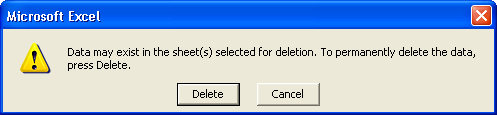 Microsoft Excel
Data may exist in the sheet(s) selected for deletion. To permanently delete the data,
press Delete.
Delete
Cancel